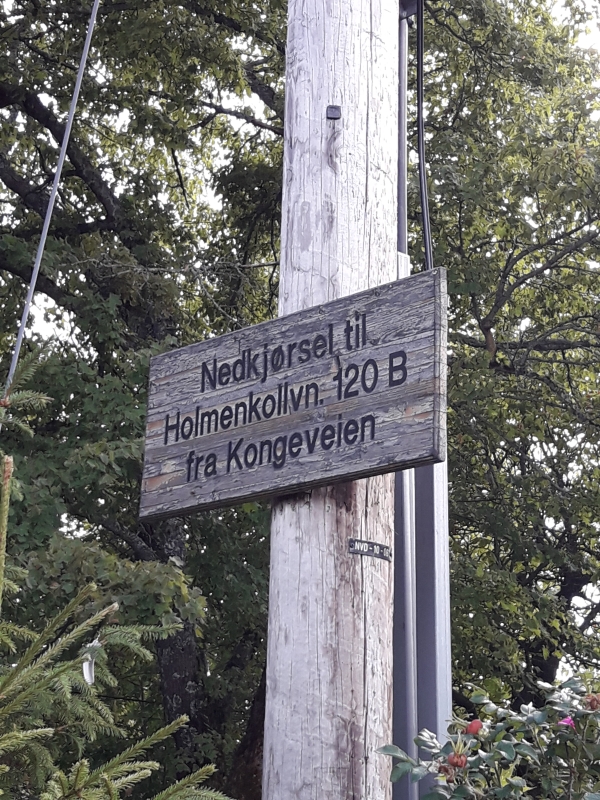 Nedkjørsel til
Holmenkollvn. 120 B
fra Kongeveien